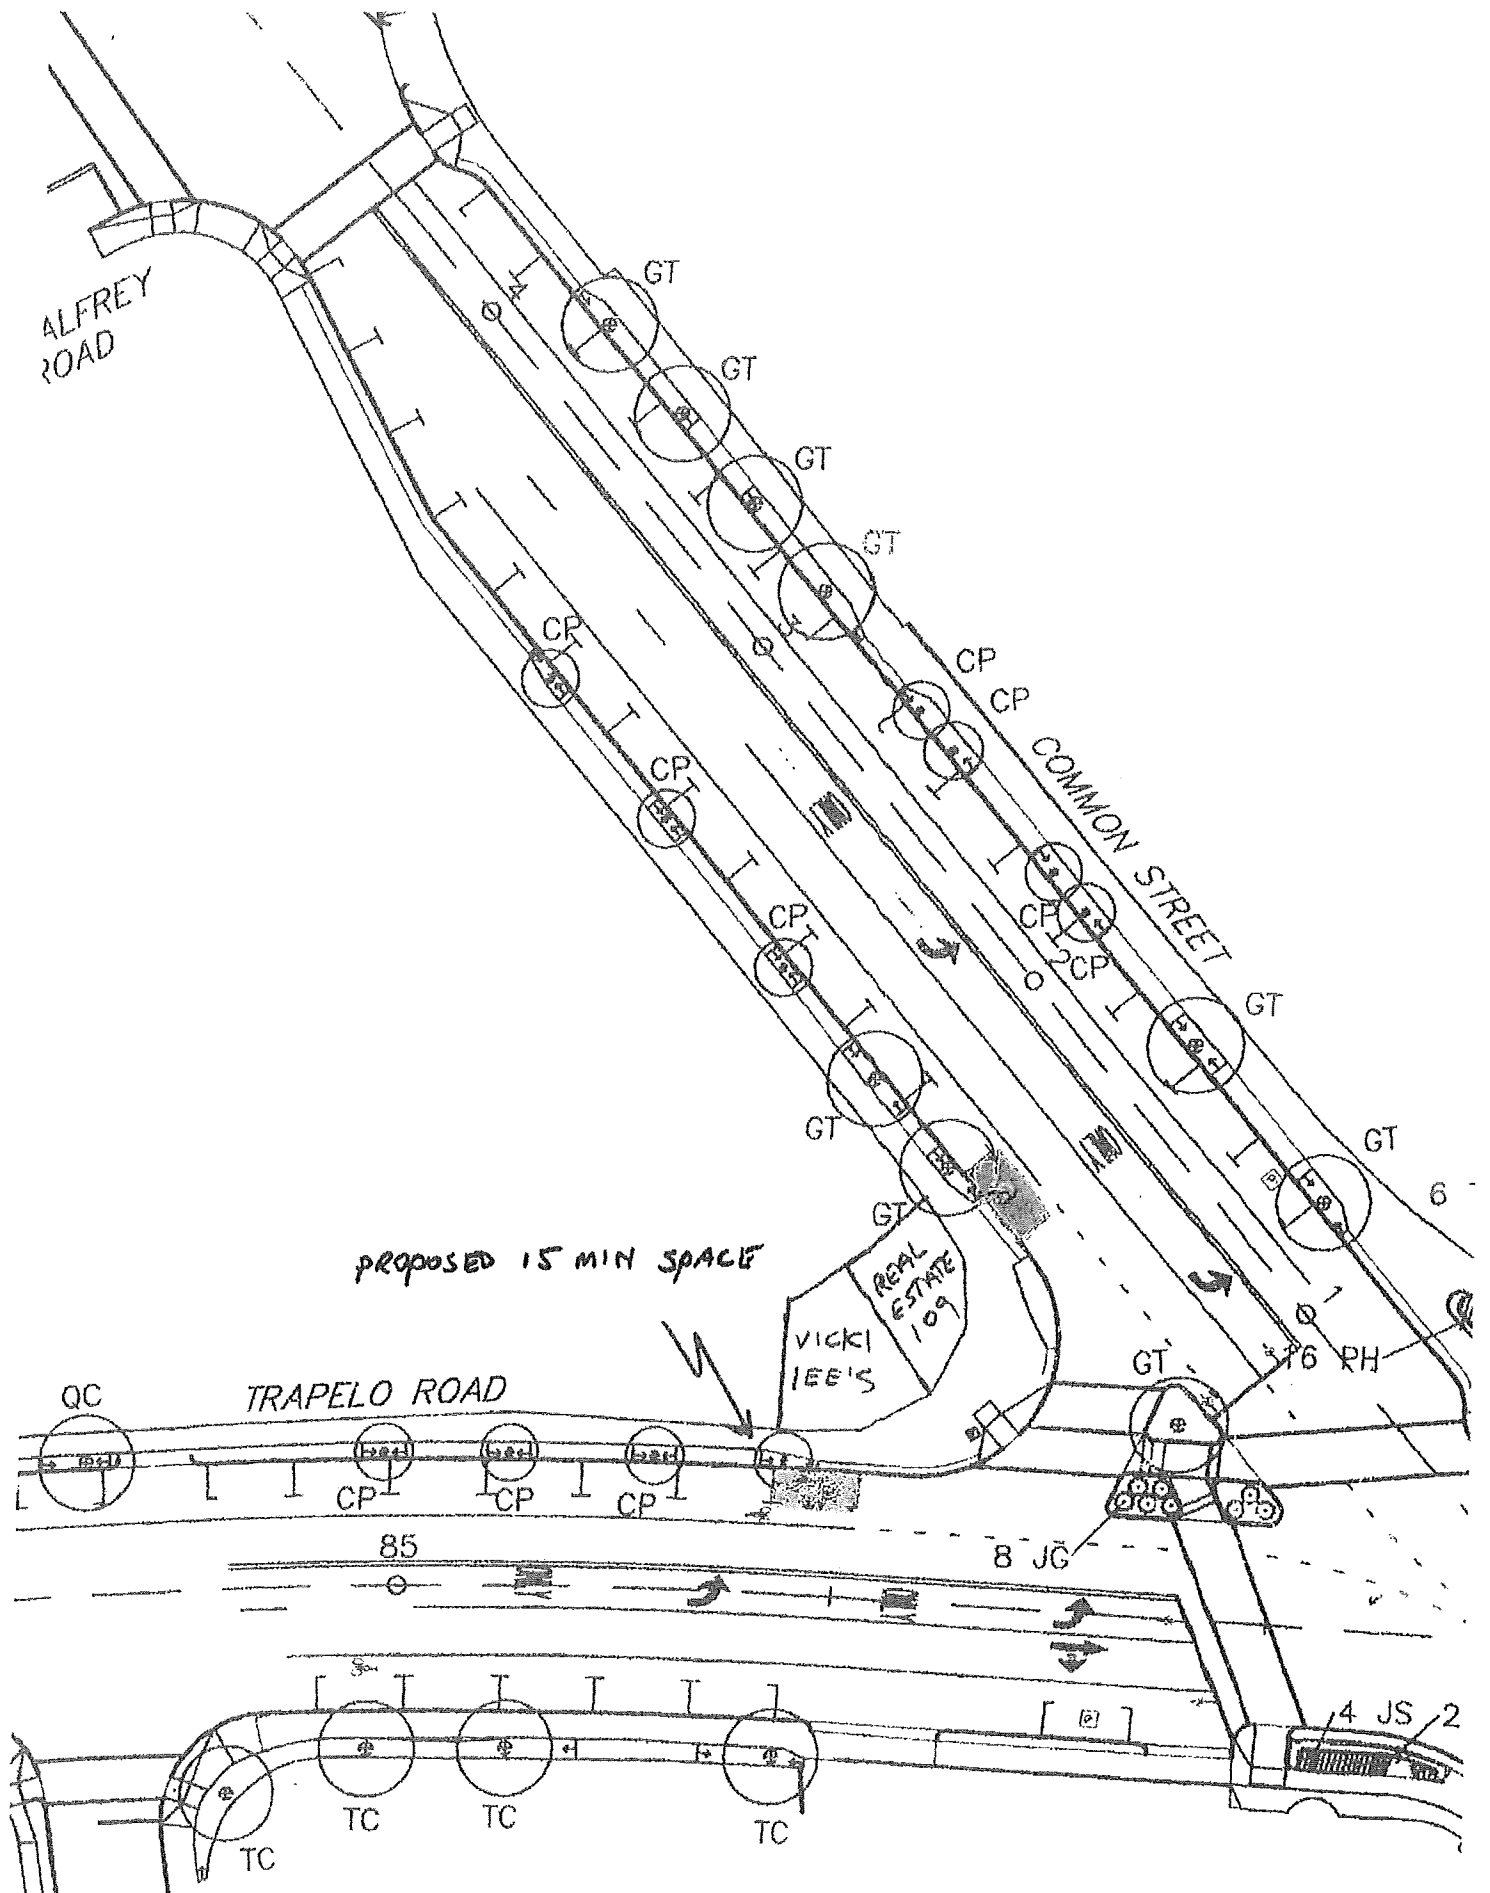 GT
GT
ALFREY
ROAD
GT
GT
CP
CP
CP
COMMON STREET
CP
CP
CP
CP
GT
GT
GT
6
GT
PROPOSED 15 MIN SPACE
REAL
ESTATE
109
VICKI
LEE'S
1
GT
16
PH
QC
TRAPELO ROAD
CP
CP
CP
85
8 JG
4 JS
2
TC
TC
TC
TC